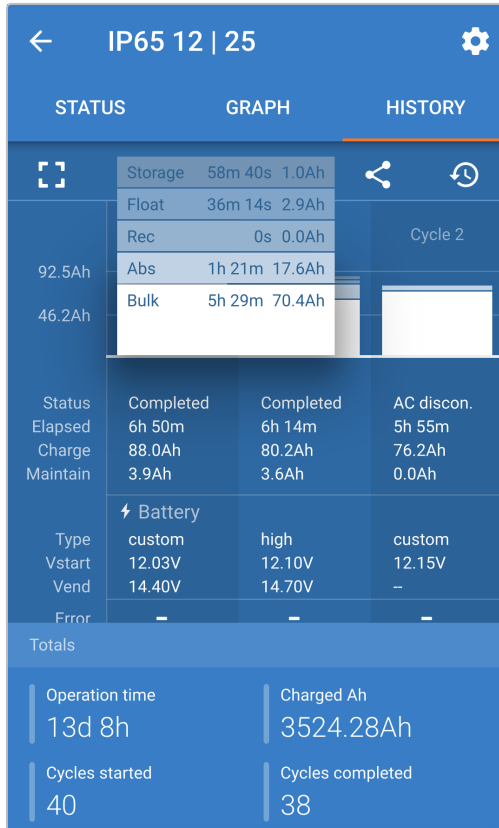 IP65 12 | 25
STATUS GRAPH HISTORY
Storage 58m 40s 1.0Ah
Float 36m 14s 2.9Ah
Rec 0s 0.0Ah
Abs 1h 21m 17.6Ah
Bulk 5h 29m 70.4Ah
Cycle 2
92.5Ah
46.2Ah
Status Completed Completed AC discon.
Elapsed 6h 50m 6h 14m 5h 55m
Charge 88.0Ah 80.2Ah 76.2Ah
Maintain 3.9Ah 3.6Ah 0.0Ah
Battery
Type custom high custom
Vstart 12.03V 12.10V 12.15V
Vend 14.40V 14.70V --
Error - - -
Totals
Operation time Charged Ah
13d 8h 3524.28Ah
Cycles started Cycles completed
40 38